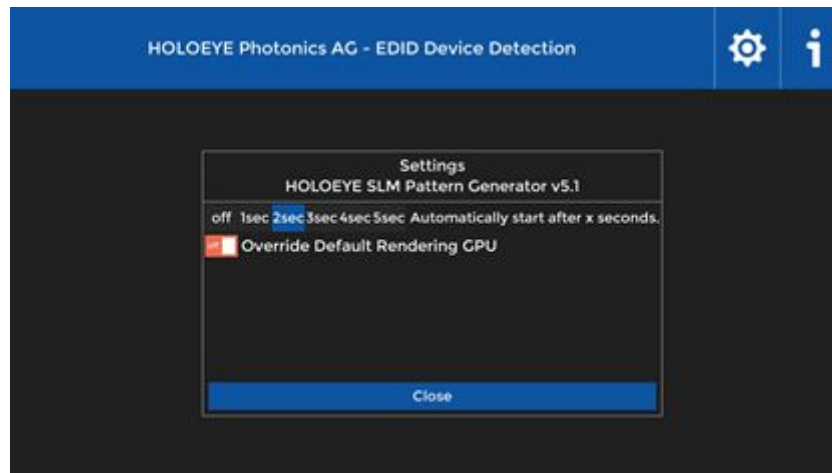 HOLOEYE Photonics AG - EDID Device Detection
i
Settings
HOLOEYE SLM Pattern Generator v5.1
off 1sec 2sec 3sec 4sec 5sec Automatically start after x seconds.
off Override Default Rendering GPU
Close